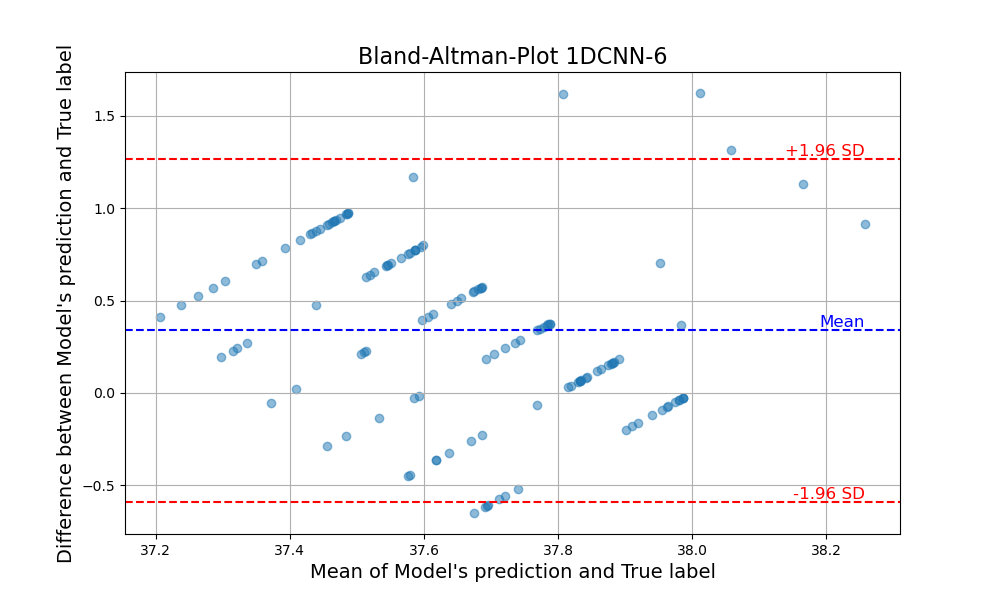 Bland-Altman-Plot 1DCNN-6
Difference between Model's prediction and True label
1.5
1.0
0.5
0.0
−0.5
+1.96 SD
Mean
-1.96 SD
37.2
37.4
37.6
37.8
38.0
38.2
Mean of Model's prediction and True label